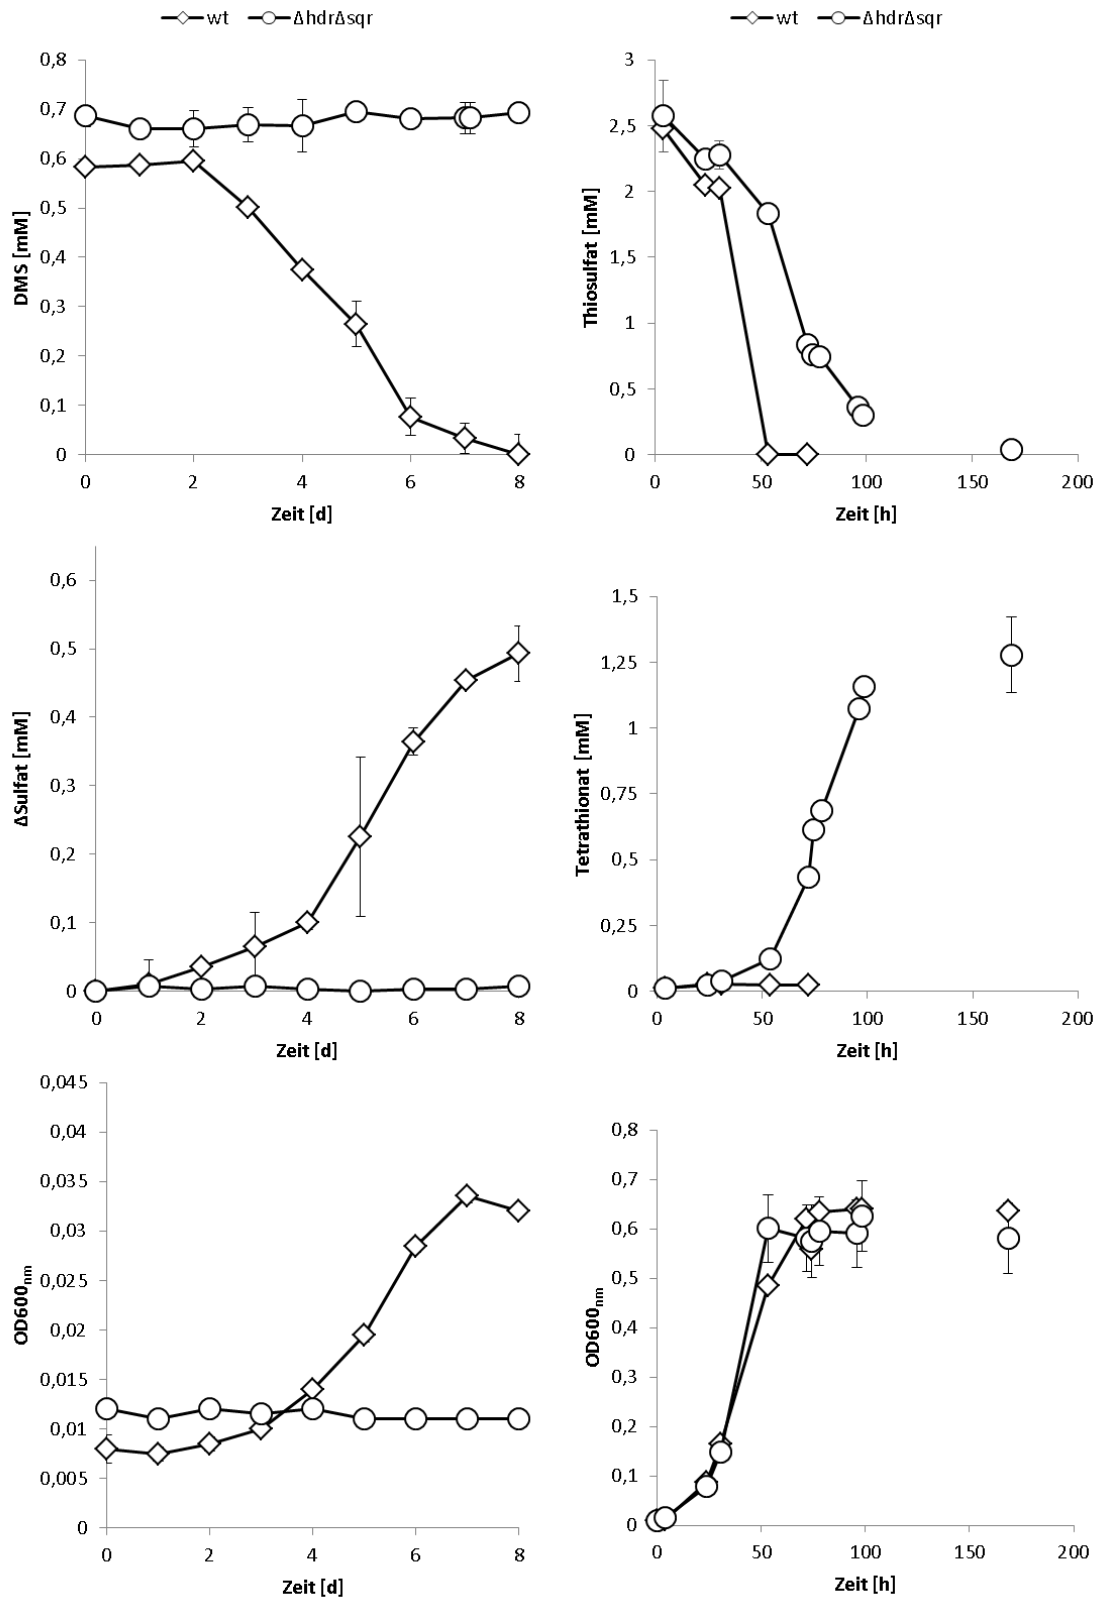 wt ΔhdrΔsqr
wt ΔhdrΔsqr
DMS [mM]
0,8
0,7
0,6
0,5
0,4
0,3
0,2
0,1
0
0 2 4 6 8
Zeit [d]
Thiosulfat [mM]
3
2,5
2
1,5
1
0,5
0
0 50 100 150 200
Zeit [h]
ΔSulfat [mM]
0,6
0,5
0,4
0,3
0,2
0,1
0
0 2 4 6 8
Zeit [d]
Tetrathionat [mM]
1,5
1,25
1
0,75
0,5
0,25
0
0 50 100 150 200
Zeit [h]
OD600nm
0,045
0,04
0,035
0,03
0,025
0,02
0,015
0,01
0,005
0
0 2 4 6 8
Zeit [d]
OD600nm
0,8
0,7
0,6
0,5
0,4
0,3
0,2
0,1
0
0 50 100 150 200
Zeit [h]